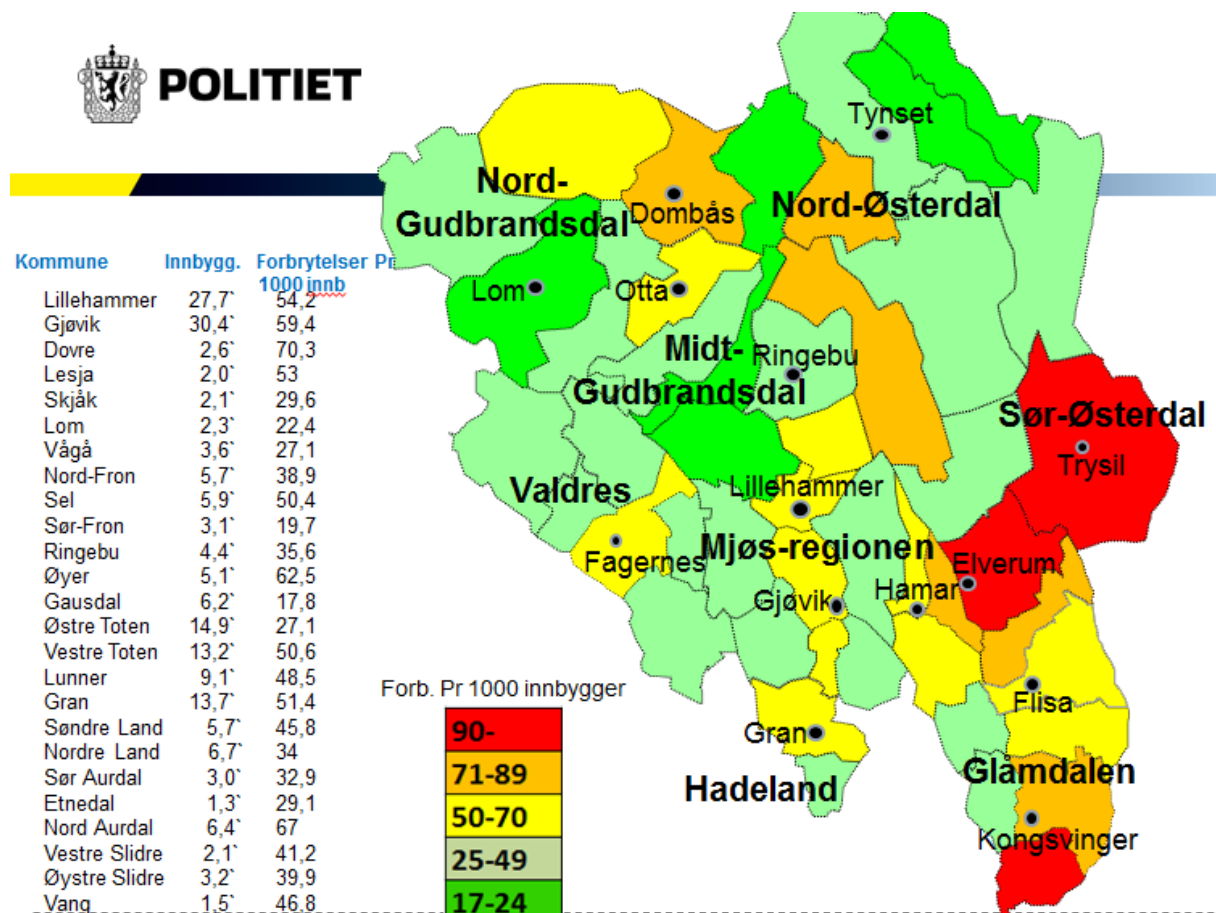 POLITIET
Kommune Innbygg. Forbrytelser Pr
1000 innb
Lillehammer 27,7` 54,2
Gjøvik 30,4` 59,4
Dovre 2,6` 70,3
Lesja 2,0` 53
Skjåk 2,1` 29,6
Lom 2,3` 22,4
Vågå 3,6` 27,1
Nord-Fron 5,7` 38,9
Sel 5,9` 50,4
Sør-Fron 3,1` 19,7
Ringebu 4,4` 35,6
Øyer 5,1` 62,5
Gausdal 6,2` 17,8
Østre Toten 14,9` 27,1
Vestre Toten 13,2` 50,6
Lunner 9,1` 48,5
Gran 13,7` 51,4
Søndre Land 5,7` 45,8
Nordre Land 6,7` 34
Sør Aurdal 3,0` 32,9
Etnedal 1,3` 29,1
Nord Aurdal 6,4` 67
Vestre Slidre 2,1` 41,2
Øystre Slidre 3,2` 39,9
Vang 1,5` 46,8
Tynset
Nord-
Gudbrandsdal
Dombås
Nord-Østerdal
Lom
Otta
Midt-
Gudbrandsdal
Ringebu
Sør-Østerdal
Trysil
Valdres
Lillehammer
Fagernes
Mjøs-regionen
Elverum
Hamar
Gjøvik
Flisa
Gran
Hadeland
Glåmdalen
Kongsvinger
Forb. Pr 1000 innbygger
90-
71-89
50-70
25-49
17-24